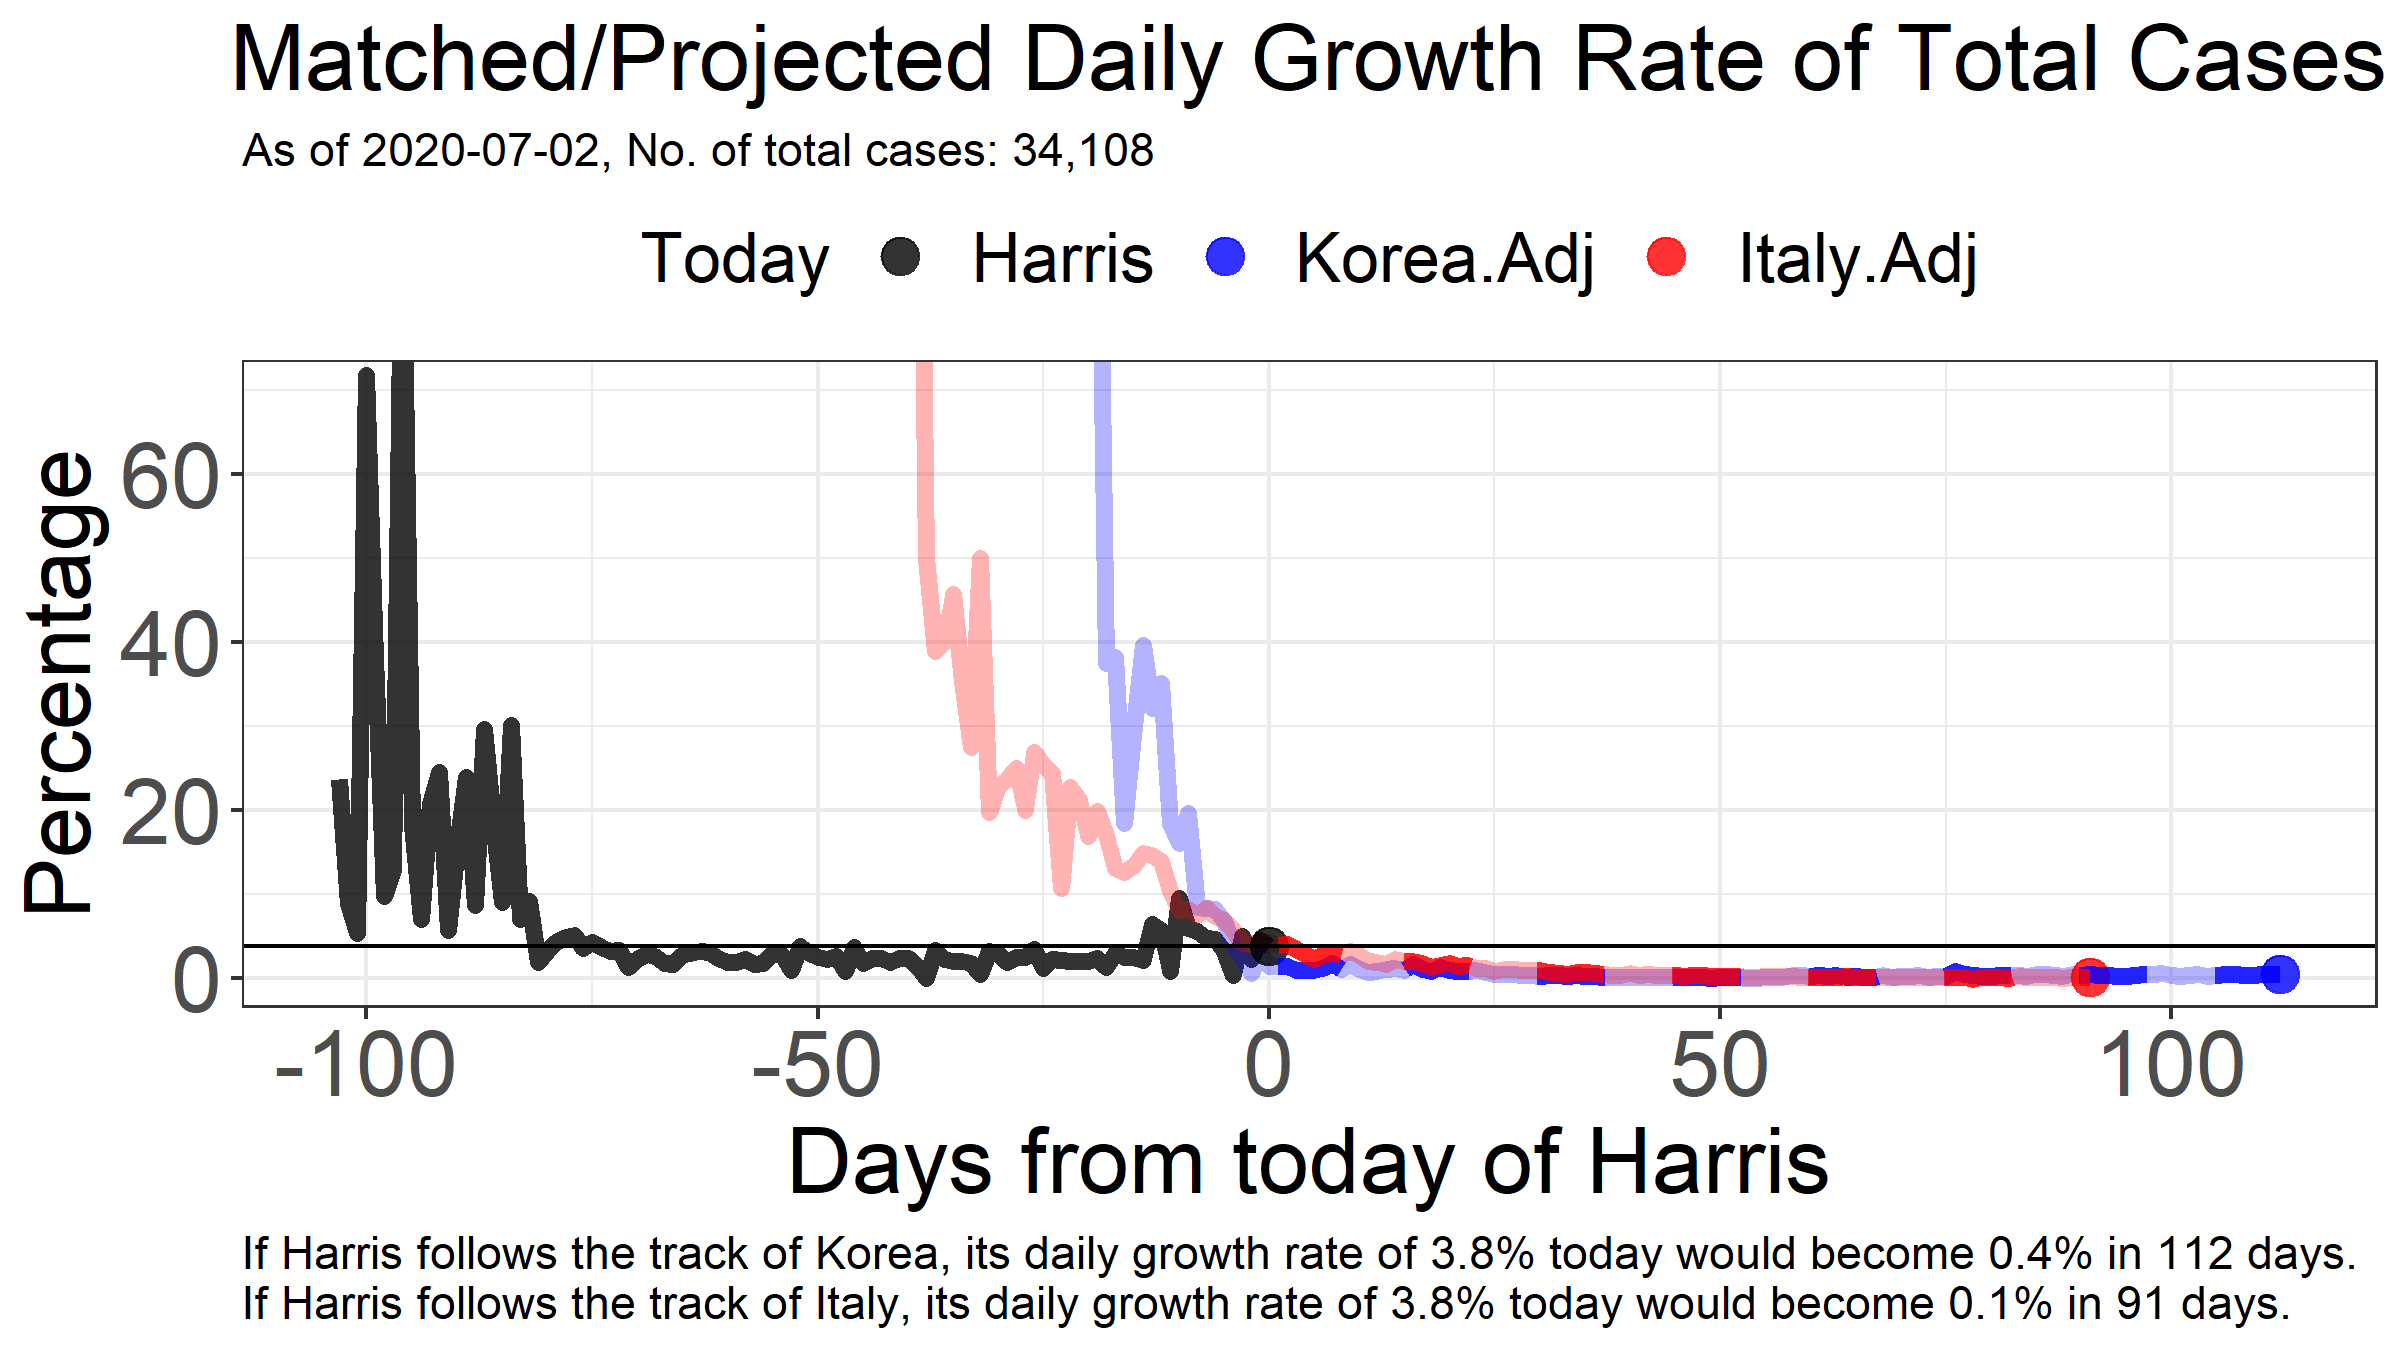 Matched/Projected Daily Growth Rate of Total Cases
As of 2020-07-02, No. of total cases: 34,108
Today Harris Korea.Adj Italy.Adj
Percentage
60
40
20
0
-100 -50 0 50 100
Days from today of Harris
If Harris follows the track of Korea, its daily growth rate of 3.8% today would become 0.4% in 112 days.
If Harris follows the track of Italy, its daily growth rate of 3.8% today would become 0.1% in 91 days.